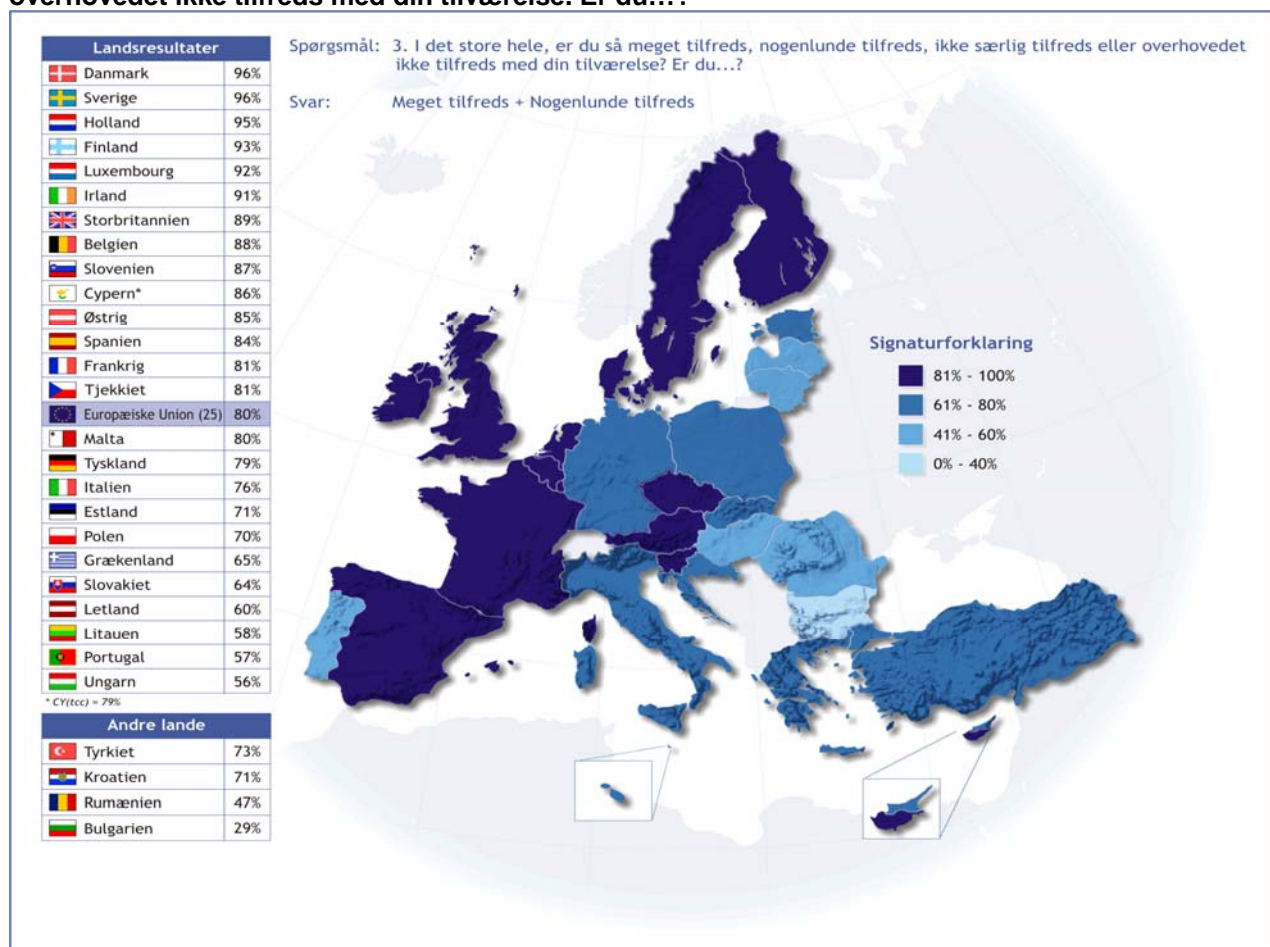 overhovedet ikke tilfreds med din tilværelse. Er du…?
Landsresultater
Danmark 96%
Sverige 96%
Holland 95%
Finland 93%
Luxembourg 92%
Irland 91%
Storbritannien 89%
Belgien 88%
Slovenien 87%
Cypern* 86%
Østrig 85%
Spanien 84%
Frankrig 81%
Tjekkiet 81%
Europæiske Union (25) 80%
Malta 80%
Tyskland 79%
Italien 76%
Estland 71%
Polen 70%
Grækenland 65%
Slovakiet 64%
Letland 60%
Litauen 58%
Portugal 57%
Ungarn 56%
* CY(tcc) = 79%
Andre lande
Tyrkiet 73%
Kroatien 71%
Rumænien 47%
Bulgarien 29%
Spørgsmål: 3. I det store hele, er du så meget tilfreds, nogenlunde tilfreds, ikke særlig tilfreds eller overhovedet
ikke tilfreds med din tilværelse? Er du...?
Svar: Meget tilfreds + Nogenlunde tilfreds
Signaturforklaring
81% - 100%
61% - 80%
41% - 60%
0% - 40%